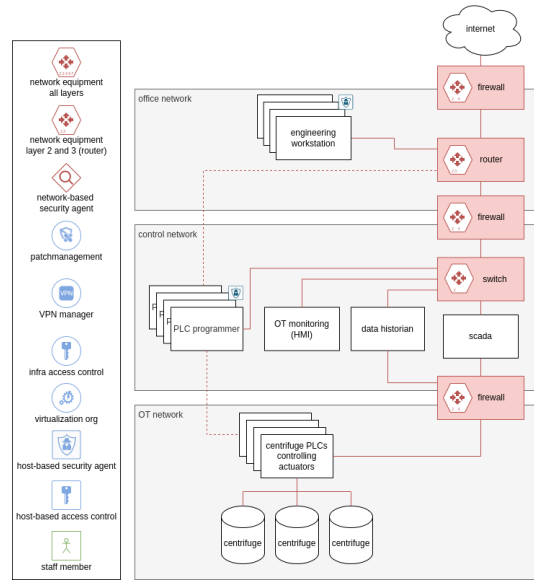 internet
network equipment
all layers
network equipment
layer 2 and 3 (router)
network-based
security agent
patchmanagement
VPN
VPN manager
infra access control
virtualization org
host-based security agent
host-based access control
staff member
firewall
office network
engineering
workstation
router
firewall
control network
switch
PLC programmer
OT monitoring
(HMI)
data historian
scada
firewall
OT network
centrifuge PLCs
controlling
actuators
centrifuge
centrifuge
centrifuge